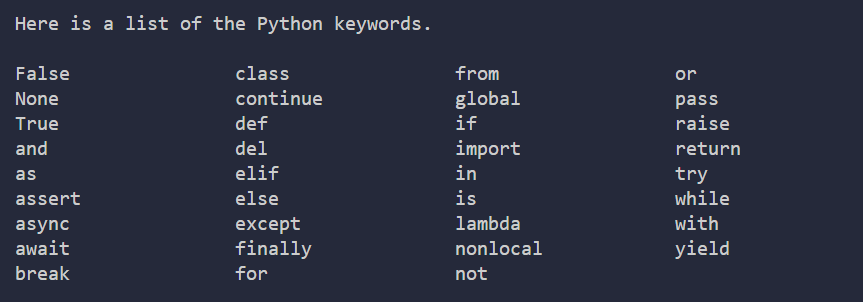 Here is a list of the Python keywords.
False class from or
None continue global pass
True def if raise
and del import return
as elif in try
assert else is while
async except lambda with
await finally nonlocal yield
break for not